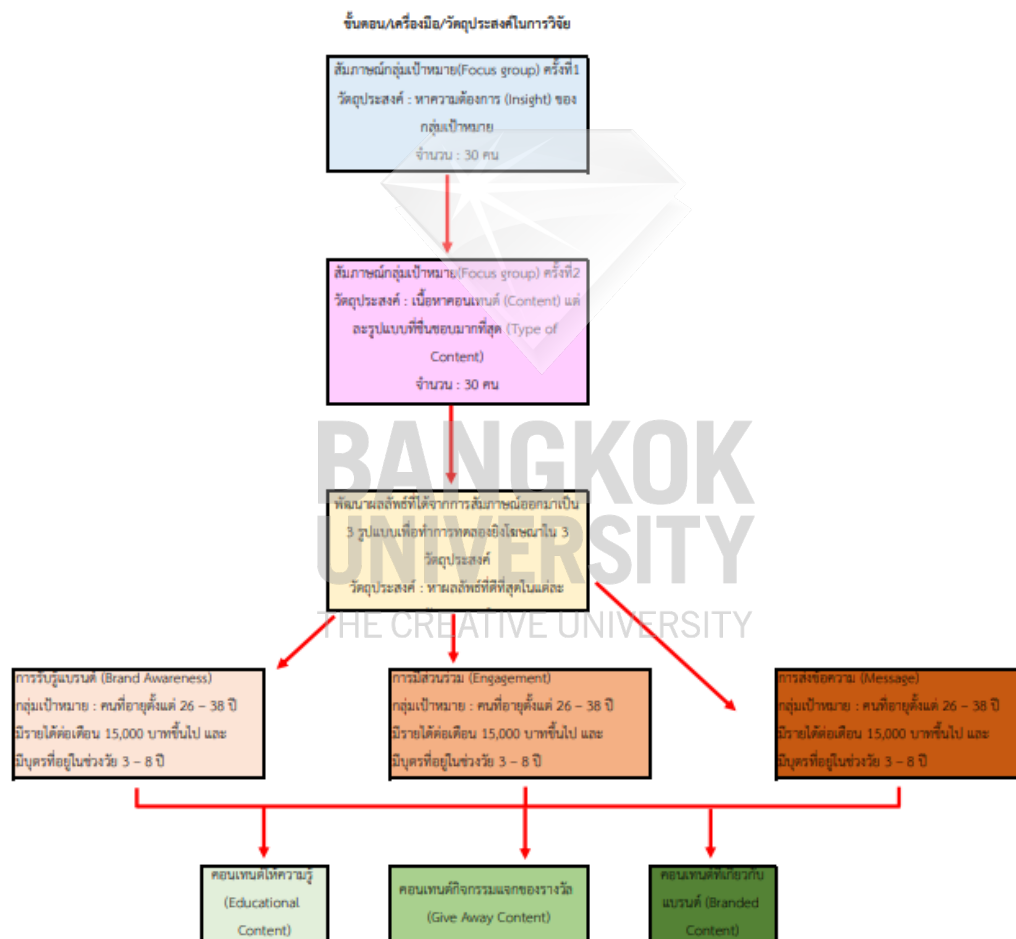 ขั้นตอน/เครื่องมือ/วัตถุประสงค์ในการวิจัย
สัมภาษณ์กลุ่มเป้าหมาย(Focus group) ครั้งที่1
วัตถุประสงค์ : หาความต้องการ (Insight) ของ
กลุ่มเป้าหมาย
จำนวน : 30 คน
สัมภาษณ์กลุ่มเป้าหมาย(Focus group) ครั้งที่2
วัตถุประสงค์ : เนื้อหาคอนเทนต์ (Content) แต่
ละรูปแบบที่ชื่นชอบมากที่สุด (Type of
Content)
จำนวน : 30 คน
BANGKOK
UNIVERSITY
THE CREATIVE UNIVERSITY
พัฒนาผลลัพธ์ที่ได้จากการสัมภาษณ์ออกมาเป็น
3 รูปแบบเพื่อทำการทดลองยิงโฆษณาใน 3
วัตถุประสงค์
วัตถุประสงค์ : หาผลลัพธ์ที่ดีที่สุดในแต่ละ
การรับรู้แบรนด์ (Brand Awareness)
กลุ่มเป้าหมาย : คนที่อายุตั้งแต่ 26 – 38 ปี
มีรายได้ต่อเดือน 15,000 บาทขึ้นไป และ
มีบุตรที่อยู่ในช่วงวัย 3 – 8 ปี
การมีส่วนร่วม (Engagement)
กลุ่มเป้าหมาย : คนที่อายุตั้งแต่ 26 – 38 ปี
มีรายได้ต่อเดือน 15,000 บาทขึ้นไป และ
มีบุตรที่อยู่ในช่วงวัย 3 – 8 ปี
การส่งข้อความ (Message)
กลุ่มเป้าหมาย : คนที่อายุตั้งแต่ 26 – 38 ปี
มีรายได้ต่อเดือน 15,000 บาทขึ้นไป และ
มีบุตรที่อยู่ในช่วงวัย 3 – 8 ปี
คอนเทนต์ให้ความรู้
(Educational
Content)
คอนเทนต์กิจกรรมแจกของรางวัล
(Give Away Content)
คอนเทนต์ที่เกี่ยวกับ
แบรนด์ (Branded
Content)